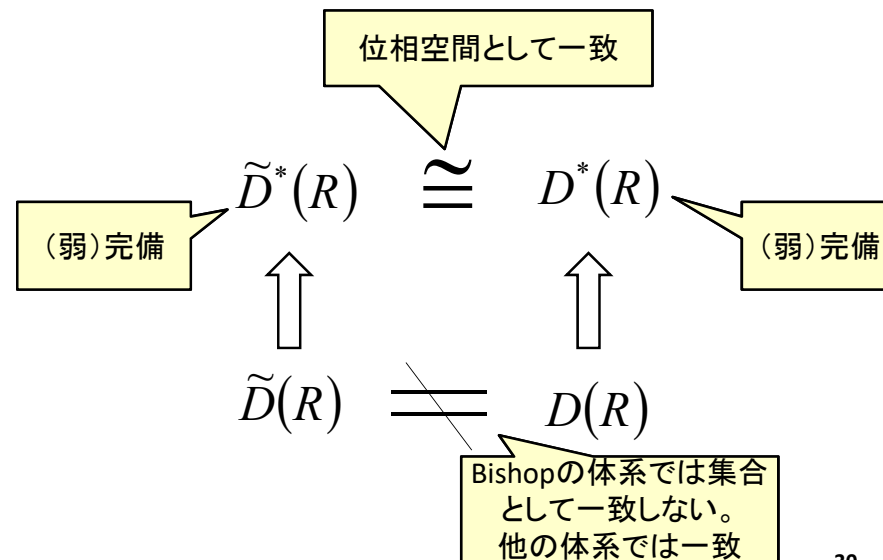 位相空間として一致
D̃*(R) ≅ D*(R)
(弱)完備
(弱)完備
D̃(R) ≠ D(R)
Bishopの体系では集合
として一致しない。
他の体系では一致